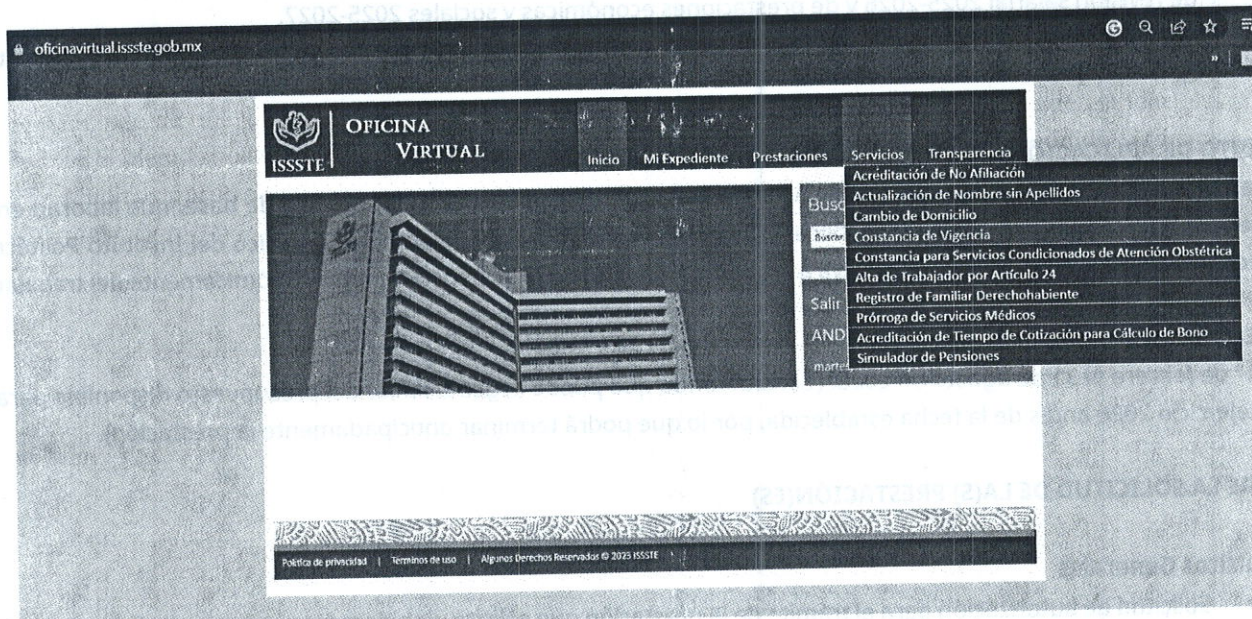 oficinavirtual.issste.gob.mx
ISSSTE
OFICINA
VIRTUAL
Inicio Mi Expediente Prestaciones Servicios Transparencia
Acreditación de No Afiliación
Actualización de Nombre sin Apellidos
Cambio de Domicilio
Constancia de Vigencia
Constancia para Servicios Condicionados de Atención Obstétrica
Alta de Trabajador por Artículo 24
Registro de Familiar Derechohabiente
Prórroga de Servicios Médicos
Acreditación de Tiempo de Cotización para Cálculo de Bono
Simulador de Pensiones
Busc
Buscar
Salir
AND
marte
Política de privacidad | Términos de uso | Algunos Derechos Reservados © 2025 ISSSTE